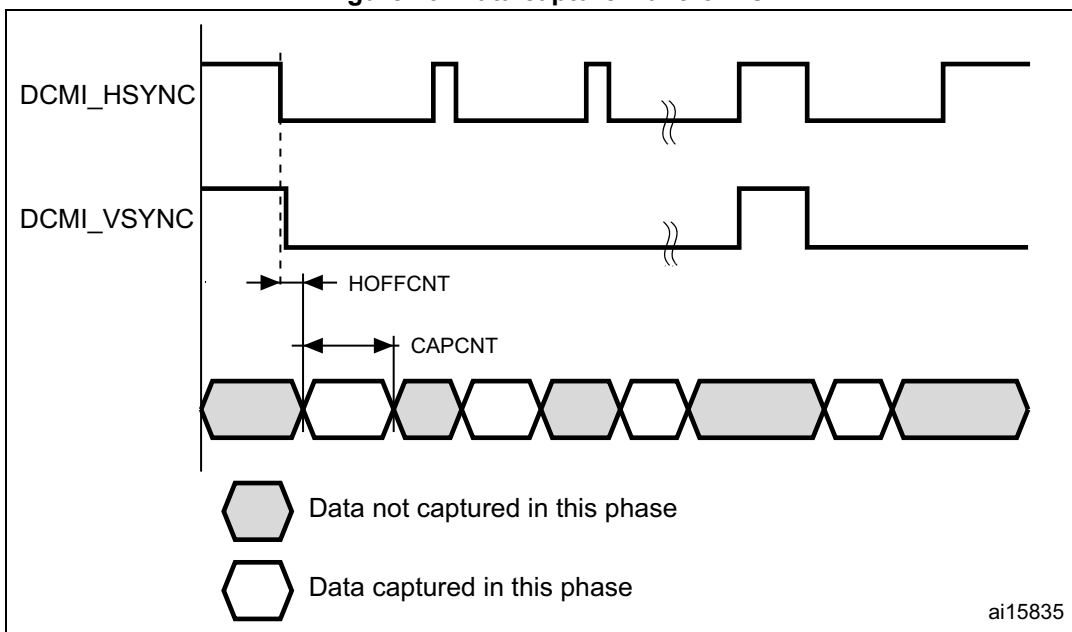 DCMI_HSYNC
DCMI_VSYNC
HOFFCNT
CAPCNT
Data not captured in this phase
Data captured in this phase
ai15835